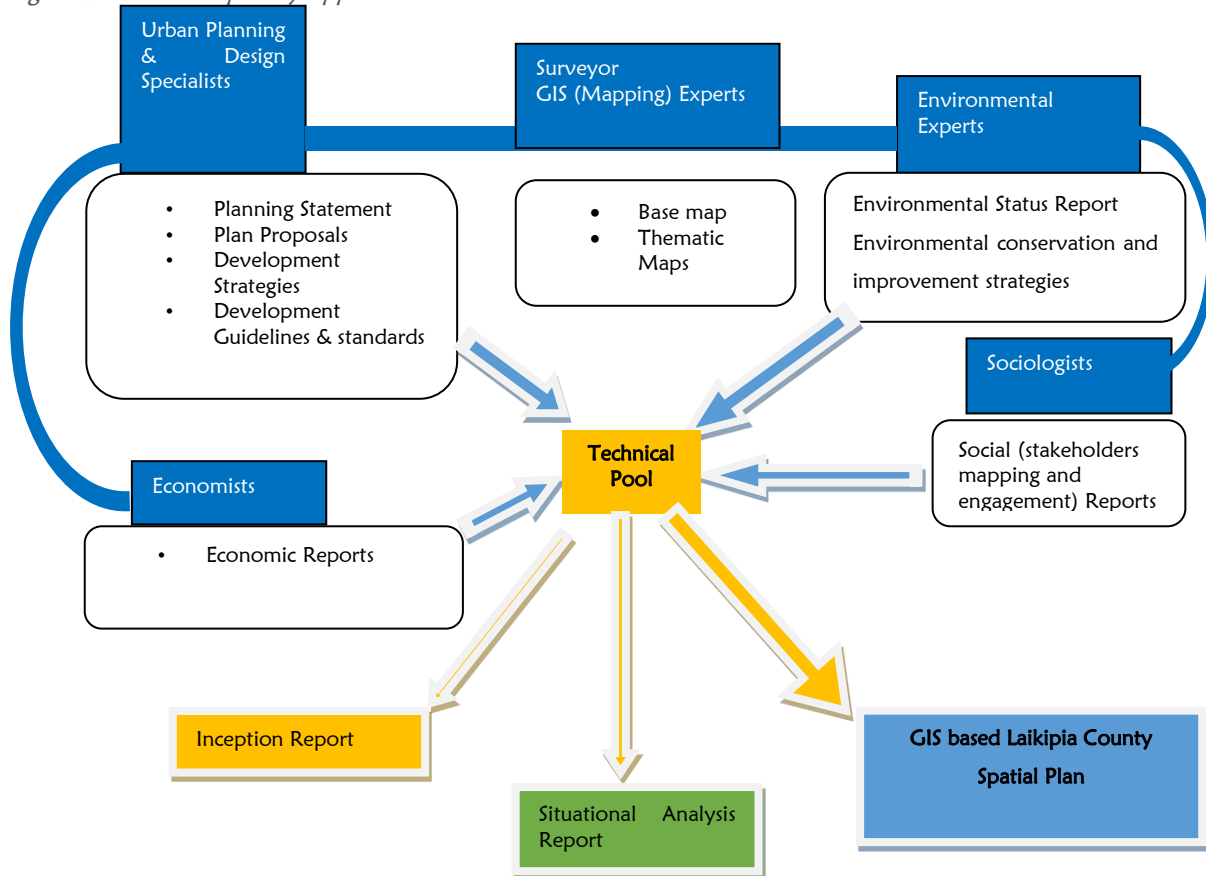 Urban Planning
& Design
Specialists
Surveyor
GIS (Mapping) Experts
Environmental
Experts
• Planning Statement
• Plan Proposals
• Development
Strategies
• Development
Guidelines & standards
• Base map
• Thematic
Maps
Environmental Status Report
Environmental conservation and
improvement strategies
Sociologists
Social (stakeholders
mapping and
engagement) Reports
Technical
Pool
Economists
• Economic Reports
Inception Report
Situational Analysis
Report
GIS based Laikipia County
Spatial Plan